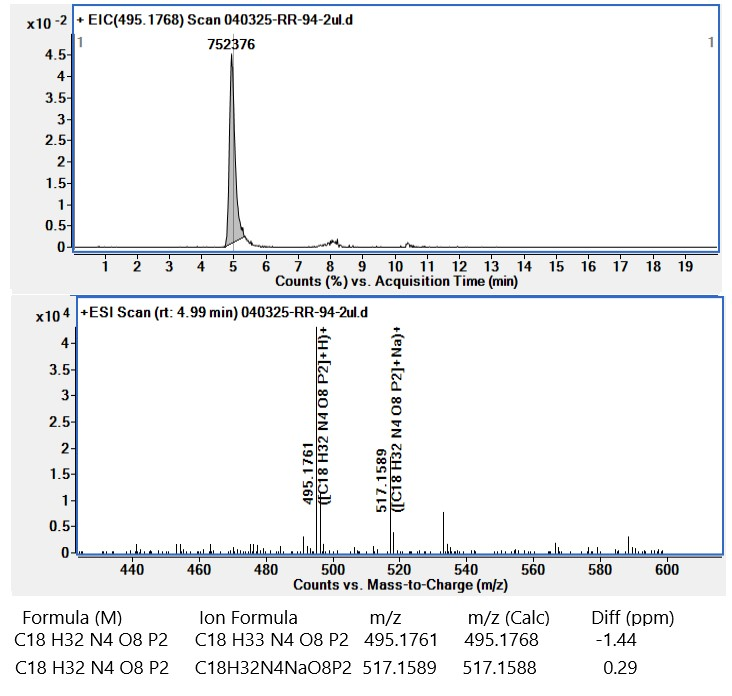 x10 -2
+ EIC(495.1768) Scan 040325-RR-94-2ul.d
1
752376
1
4.5
4
3.5
3
2.5
2
1.5
1
0.5
0
1 2 3 4 5 6 7 8 9 10 11 12 13 14 15 16 17 18 19
Counts (%) vs. Acquisition Time (min)
x10 4
+ESI Scan (rt: 4.99 min) 040325-RR-94-2ul.d
4
3.5
3
2.5
2
1.5
1
0.5
0
495.1761
([C18 H32 N4 O8 P2]+H)+
517.1589
([C18 H32 N4 O8 P2]+Na)+
440 460 480 500 520 540 560 580 600
Counts vs. Mass-to-Charge (m/z)
Formula (M) Ion Formula m/z m/z (Calc) Diff (ppm)
C18 H32 N4 O8 P2 C18 H33 N4 O8 P2 495.1761 495.1768 -1.44
C18 H32 N4 O8 P2 C18H32N4NaO8P2 517.1589 517.1588 0.29